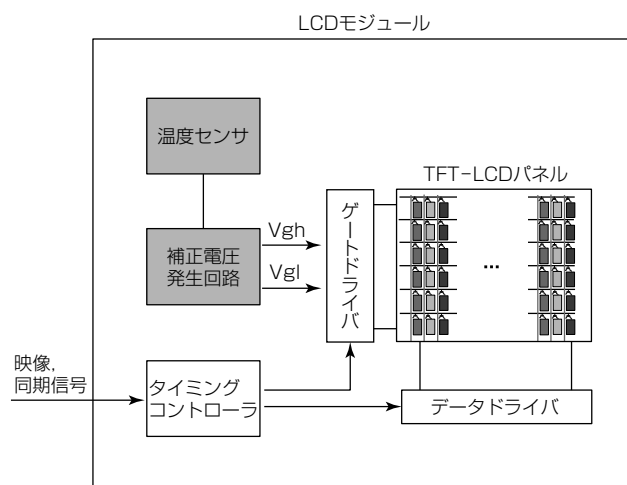 LCDモジュール
温度センサ
TFT-LCDパネル
補正電圧
発生回路
Vgh
Vgl
ゲートドライバ
…
映像,
同期信号
タイミング
コントローラ
データドライバ